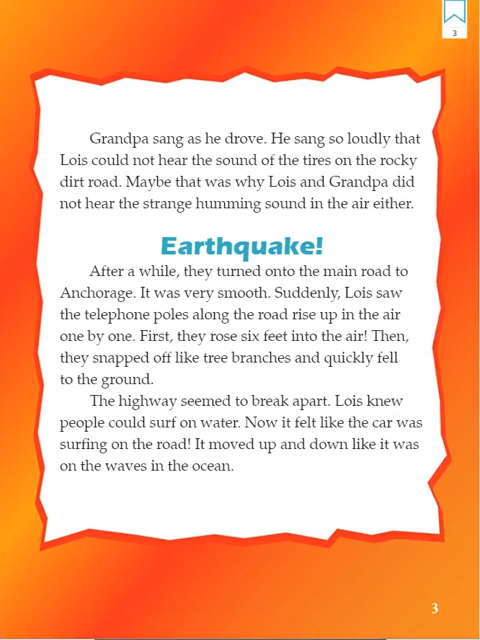 3
Grandpa sang as he drove. He sang so loudly that
Lois could not hear the sound of the tires on the rocky
dirt road. Maybe that was why Lois and Grandpa did
not hear the strange humming sound in the air either.
Earthquake!
After a while, they turned onto the main road to
Anchorage. It was very smooth. Suddenly, Lois saw
the telephone poles along the road rise up in the air
one by one. First, they rose six feet into the air! Then,
they snapped off like tree branches and quickly fell
to the ground.
The highway seemed to break apart. Lois knew
people could surf on water. Now it felt like the car was
surfing on the road! It moved up and down like it was
on the waves in the ocean.
3